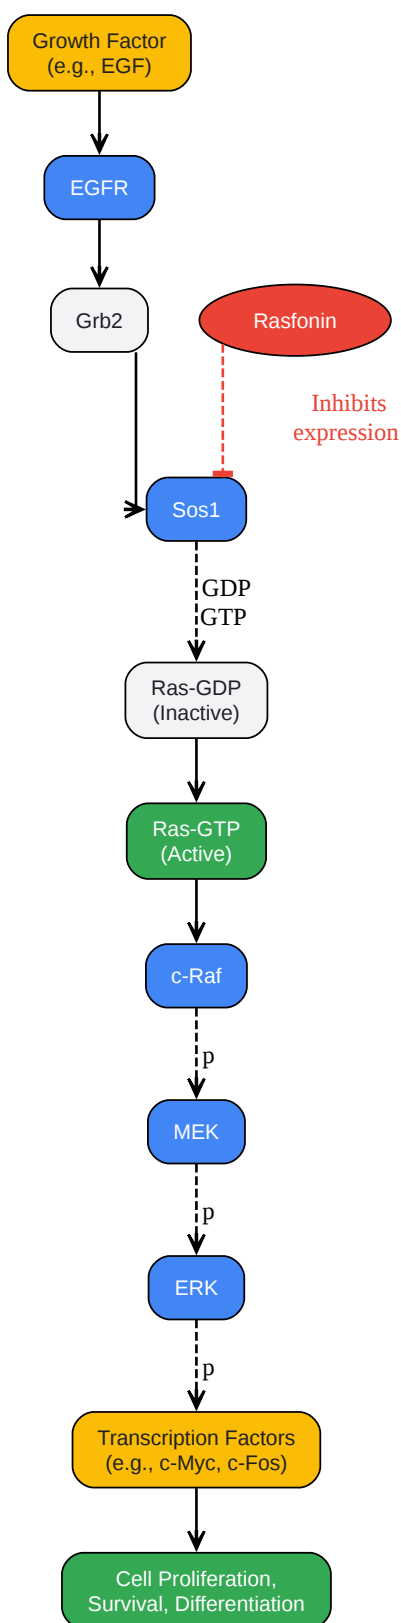 Growth Factor
(e.g., EGF)
EGFR
Grb2
Rasfonin
Inhibits
expression
Sos1
GDP
GTP
Ras-GDP
(Inactive)
Ras-GTP
(Active)
c-Raf
p
MEK
p
ERK
p
Transcription Factors
(e.g., c-Myc, c-Fos)
Cell Proliferation,
Survival, Differentiation